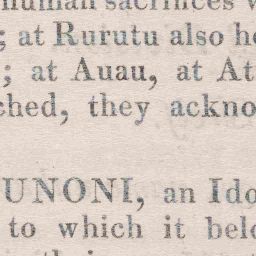 human sacrifices
; at Rurutu also he
; at Auau, at At
ched, they ackno
UNONI, an Ido
to which it belo